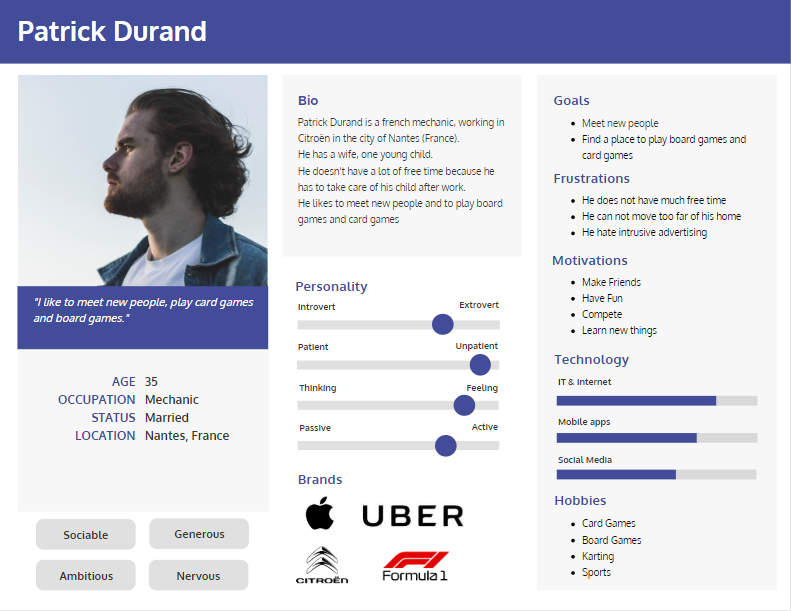 Patrick Durand
"I like to meet new people, play card games
and board games."
AGE 35
OCCUPATION Mechanic
STATUS Married
LOCATION Nantes, France
Sociable
Generous
Ambitious
Nervous
Bio
Patrick Durand is a french mechanic, working in
Citroën in the city of Nantes (France).
He has a wife, one young child.
He doesn't have a lot of free time because he
has to take care of his child after work.
He likes to meet new people and to play board
games and card games
Personality
Introvert Extrovert
Patient Unpatient
Thinking Feeling
Passive Active
Brands
UBER
CITROËN
Formula 1
Goals
• Meet new people
• Find a place to play board games and
card games
Frustrations
• He does not have much free time
• He can not move too far of his home
• He hate intrusive advertising
Motivations
• Make Friends
• Have Fun
• Compete
• Learn new things
Technology
IT & Internet
Mobile apps
Social Media
Hobbies
• Card Games
• Board Games
• Karting
• Sports